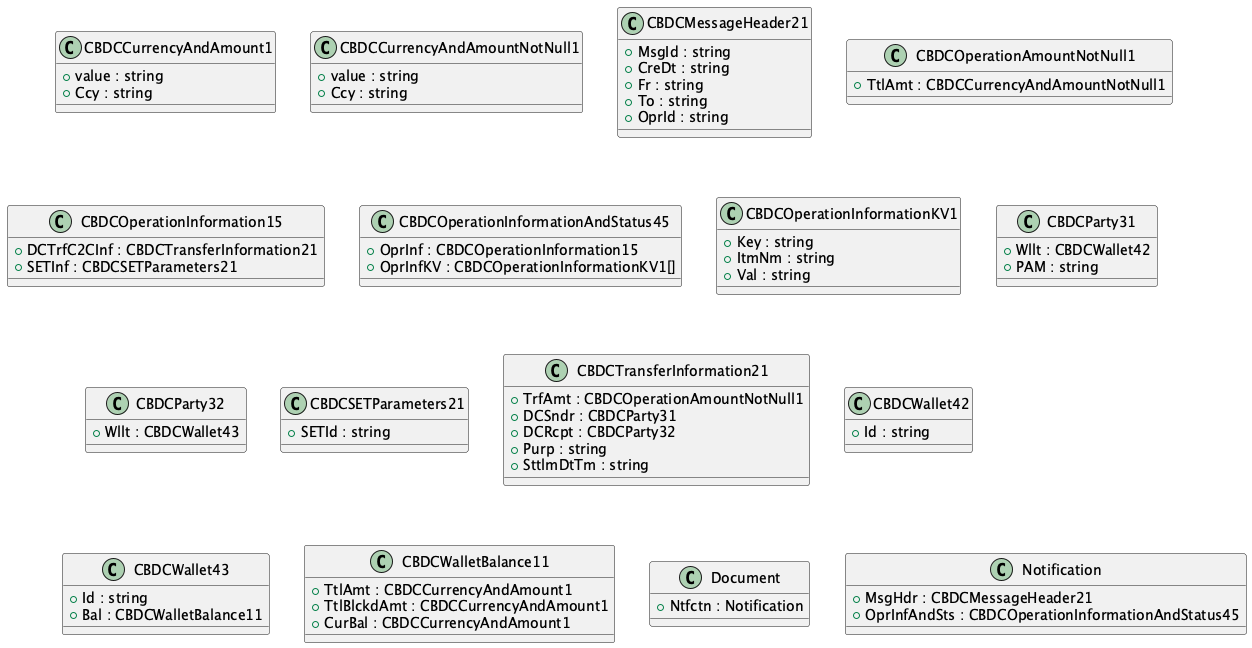 C CBDCCurrencyAndAmount1
value : string
Ccy : string
C CBDCCurrencyAndAmountNotNull1
value : string
Ccy : string
C CBDCMessageHeader21
MsgId : string
CreDt : string
Fr : string
To : string
OprId : string
C CBDCOperationAmountNotNull1
TtlAmt : CBDCCurrencyAndAmountNotNull1
C CBDCOperationInformation15
DCTrfC2CInf : CBDCTransferInformation21
SETInf : CBDCSETParameters21
C CBDCOperationInformationAndStatus45
OprInf : CBDCOperationInformation15
OprInfKV : CBDCOperationInformationKV1[]
C CBDCOperationInformationKV1
Key : string
ItmNm : string
Val : string
C CBDCParty31
Wllt : CBDCWallet42
PAM : string
C CBDCParty32
Wllt : CBDCWallet43
C CBDCSETParameters21
SETId : string
C CBDCTransferInformation21
TrfAmt : CBDCOperationAmountNotNull1
DCSndr : CBDCParty31
DCRcpt : CBDCParty32
Purp : string
SttlmDtTm : string
C CBDCWallet42
Id : string
C CBDCWallet43
Id : string
Bal : CBDCWalletBalance11
C CBDCWalletBalance11
TtlAmt : CBDCCurrencyAndAmount1
TtlBlckdAmt : CBDCCurrencyAndAmount1
CurBal : CBDCCurrencyAndAmount1
C Document
Ntfctn : Notification
C Notification
MsgHdr : CBDCMessageHeader21
OprInfAndSts : CBDCOperationInformationAndStatus45